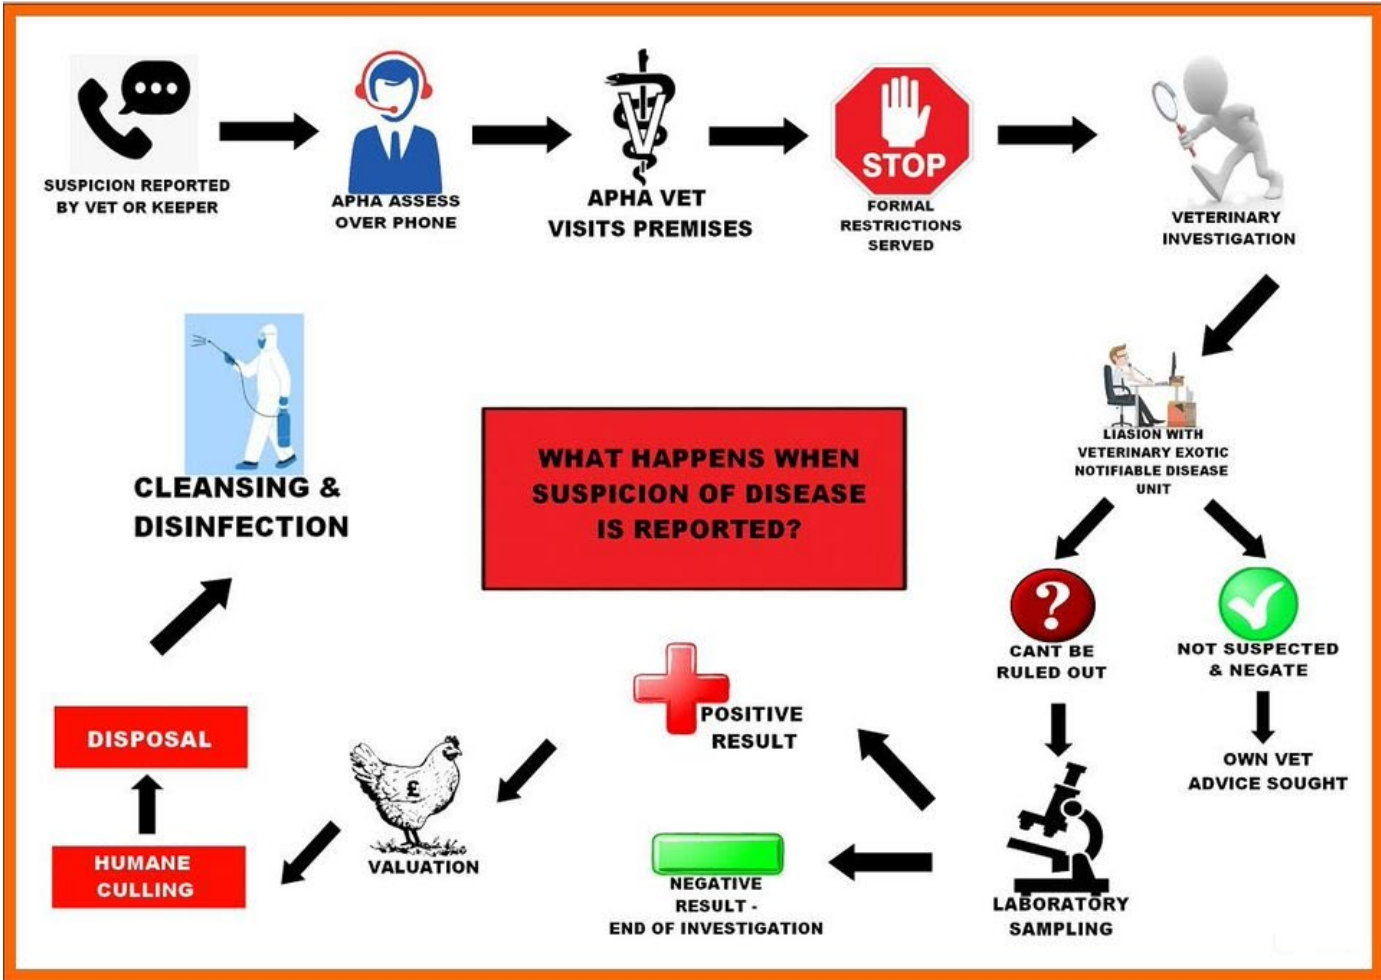 SUSPICION REPORTED
BY VET OR KEEPER
APHA ASSESS
OVER PHONE
APHA VET
VISITS PREMISES
STOP
FORMAL
RESTRICTIONS
SERVED
VETERINARY
INVESTIGATION
LIASION WITH
VETERINARY EXOTIC
NOTIFIABLE DISEASE
UNIT
WHAT HAPPENS WHEN
SUSPICION OF DISEASE
IS REPORTED?
?
CANT BE
RULED OUT
NOT SUSPECTED
& NEGATE
OWN VET
ADVICE SOUGHT
LABORATORY
SAMPLING
POSITIVE
RESULT
NEGATIVE
RESULT -
END OF INVESTIGATION
£
VALUATION
HUMANE
CULLING
DISPOSAL
CLEANSING &
DISINFECTION
V